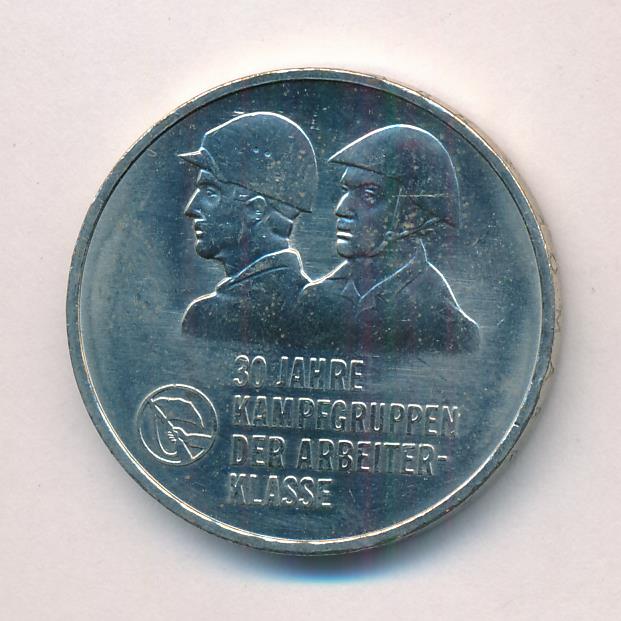 30 JAHRE
KAMPFGRUPPEN
DER ARBEITER-
KLASSE